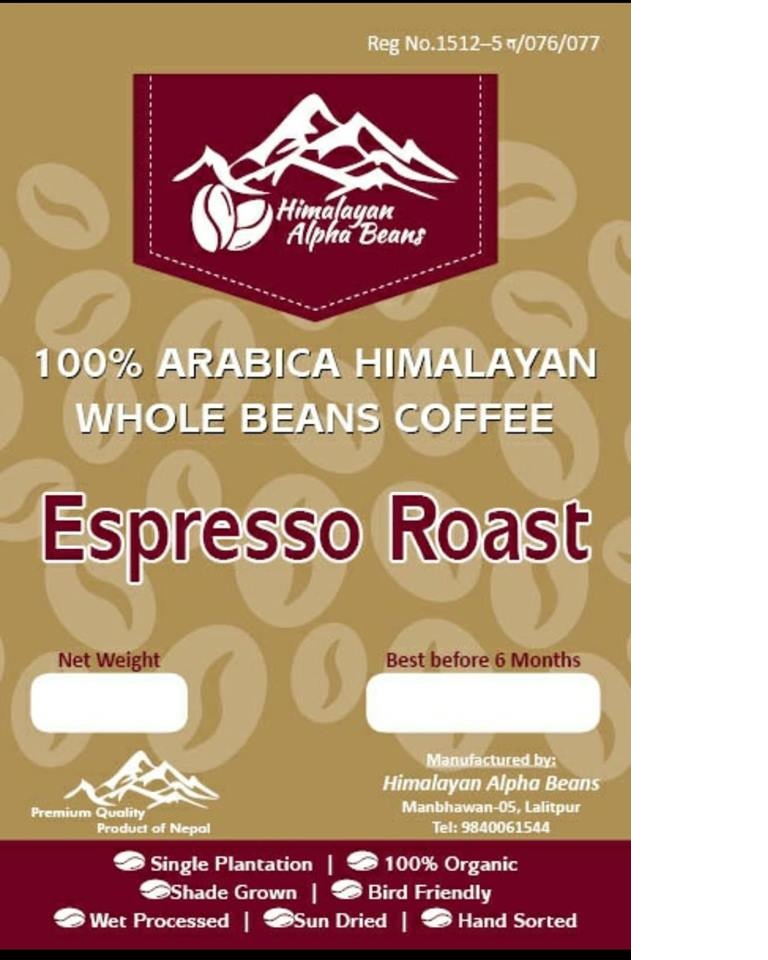 Reg No.1512–5 व/076/077
Himalayan
Alpha Beans
100% ARABICA HIMALAYAN
WHOLE BEANS COFFEE
Espresso Roast
Net Weight
Best before 6 Months
Premium Quality
Product of Nepal
Manufactured by:
Himalayan Alpha Beans
Manbhawan-05, Lalitpur
Tel: 9840061544
Single Plantation | 100% Organic
Shade Grown | Bird Friendly
Wet Processed | Sun Dried | Hand Sorted